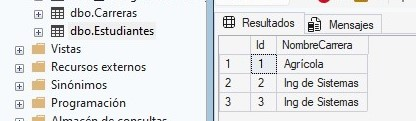 dbo.Carreras
dbo.Estudiantes
Vistas
Recursos externos
Sinónimos
Programación
Almacén de consultas
Resultados Mensajes
Id NombreCarrera
1 1 Agrícola
2 2 Ing de Sistemas
3 3 Ing de Sistemas